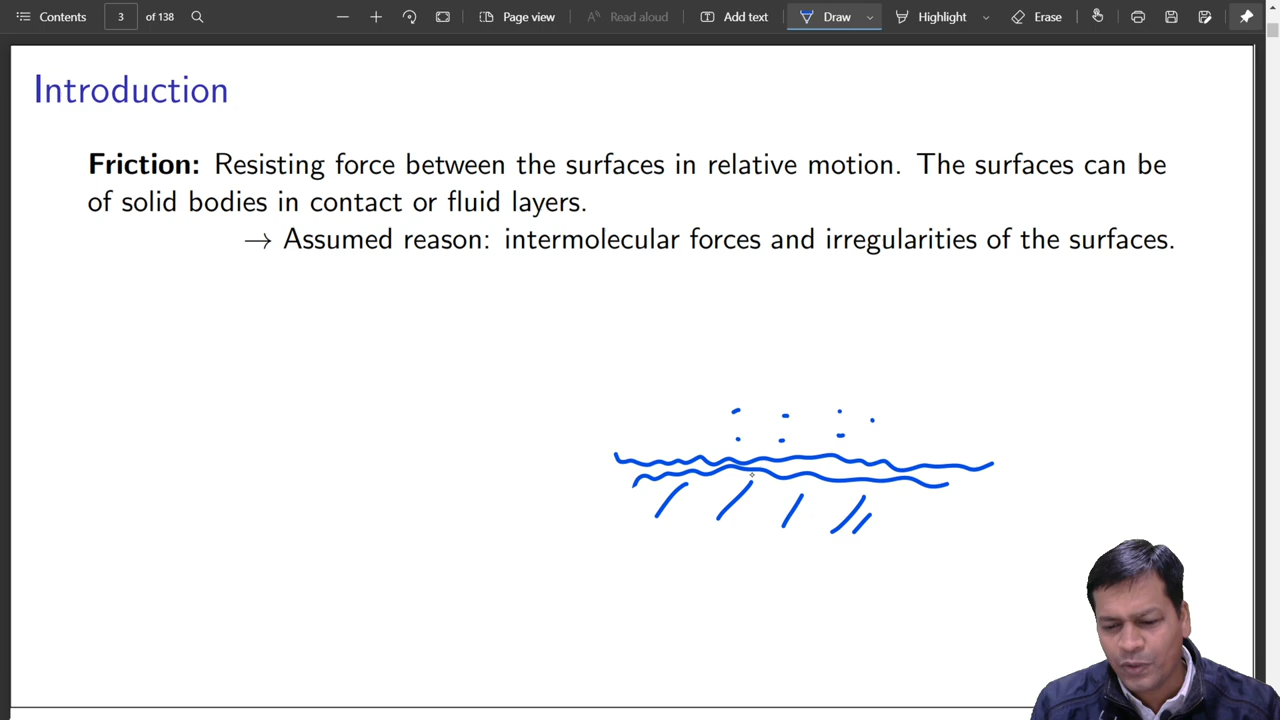 Contents 3 of 138 Page view Read aloud Add text Draw Highlight Erase
Introduction
Friction: Resisting force between the surfaces in relative motion. The surfaces can be
of solid bodies in contact or fluid layers.
→ Assumed reason: intermolecular forces and irregularities of the surfaces.